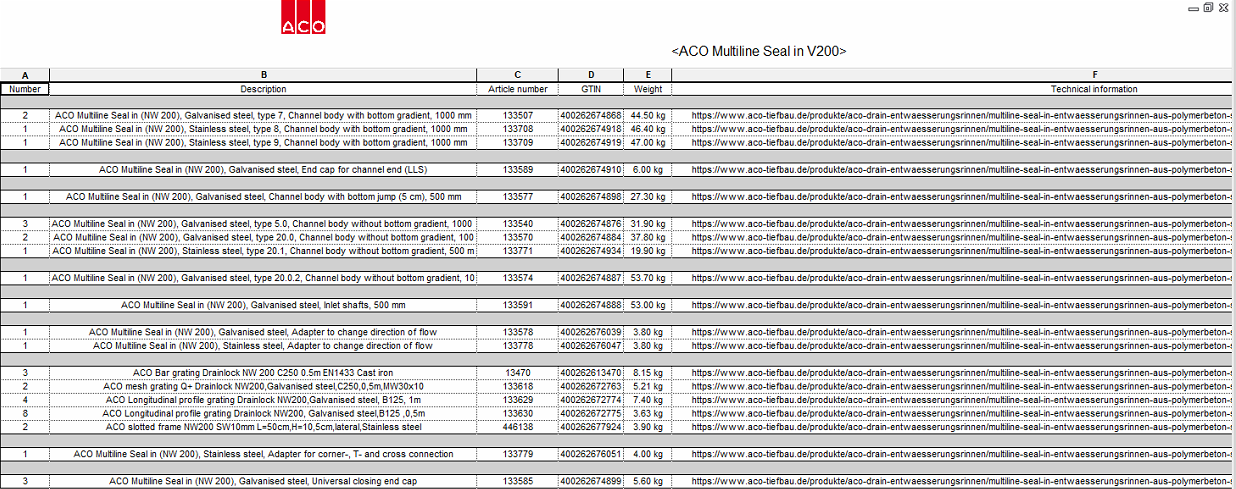 ACO
<ACO Multiline Seal in V200>
A B C D E F
Number Description Article number GTIN Weight Technical information
2 ACO Multiline Seal in (NW 200), Galvanised steel, type 7, Channel body with bottom gradient, 1000 mm 133507 400262674868 44.50 kg https://www.aco-tiefbau.de/produkte/aco-drain-entwaesserungsrinnen/multiline-seal-in-entwaesserungsrinnen-aus-polymerbeton-s
1 ACO Multiline Seal in (NW 200), Stainless steel, type 8, Channel body with bottom gradient, 1000 mm 133708 400262674918 46.40 kg https://www.aco-tiefbau.de/produkte/aco-drain-entwaesserungsrinnen/multiline-seal-in-entwaesserungsrinnen-aus-polymerbeton-s
1 ACO Multiline Seal in (NW 200), Stainless steel, type 9, Channel body with bottom gradient, 1000 mm 133709 400262674919 47.00 kg https://www.aco-tiefbau.de/produkte/aco-drain-entwaesserungsrinnen/multiline-seal-in-entwaesserungsrinnen-aus-polymerbeton-s
1 ACO Multiline Seal in (NW 200), Galvanised steel, End cap for channel end (LLS) 133589 400262674910 6.00 kg https://www.aco-tiefbau.de/produkte/aco-drain-entwaesserungsrinnen/multiline-seal-in-entwaesserungsrinnen-aus-polymerbeton-s
1 ACO Multiline Seal in (NW 200), Galvanised steel, Channel body with bottom jump (5 cm), 500 mm 133577 400262674898 27.30 kg https://www.aco-tiefbau.de/produkte/aco-drain-entwaesserungsrinnen/multiline-seal-in-entwaesserungsrinnen-aus-polymerbeton-s
3 ACO Multiline Seal in (NW 200), Galvanised steel, type 5.0, Channel body without bottom gradient, 1000 133540 400262674876 31.90 kg https://www.aco-tiefbau.de/produkte/aco-drain-entwaesserungsrinnen/multiline-seal-in-entwaesserungsrinnen-aus-polymerbeton-s
2 ACO Multiline Seal in (NW 200), Galvanised steel, type 20.0, Channel body without bottom gradient, 100 133570 400262674884 37.80 kg https://www.aco-tiefbau.de/produkte/aco-drain-entwaesserungsrinnen/multiline-seal-in-entwaesserungsrinnen-aus-polymerbeton-s
1 ACO Multiline Seal in (NW 200), Stainless steel, type 20.1, Channel body without bottom gradient, 500 m 133771 400262674934 19.90 kg https://www.aco-tiefbau.de/produkte/aco-drain-entwaesserungsrinnen/multiline-seal-in-entwaesserungsrinnen-aus-polymerbeton-s
1 ACO Multiline Seal in (NW 200), Galvanised steel, type 20.0.2, Channel body without bottom gradient, 10 133574 400262674887 53.70 kg https://www.aco-tiefbau.de/produkte/aco-drain-entwaesserungsrinnen/multiline-seal-in-entwaesserungsrinnen-aus-polymerbeton-s
1 ACO Multiline Seal in (NW 200), Galvanised steel, Inlet shafts, 500 mm 133591 400262674888 53.00 kg https://www.aco-tiefbau.de/produkte/aco-drain-entwaesserungsrinnen/multiline-seal-in-entwaesserungsrinnen-aus-polymerbeton-s
1 ACO Multiline Seal in (NW 200), Galvanised steel, Adapter to change direction of flow 133578 400262676039 3.80 kg https://www.aco-tiefbau.de/produkte/aco-drain-entwaesserungsrinnen/multiline-seal-in-entwaesserungsrinnen-aus-polymerbeton-s
1 ACO Multiline Seal in (NW 200), Stainless steel, Adapter to change direction of flow 133778 400262676047 3.80 kg https://www.aco-tiefbau.de/produkte/aco-drain-entwaesserungsrinnen/multiline-seal-in-entwaesserungsrinnen-aus-polymerbeton-s
3 ACO Bar grating Drainlock NW 200 C250 0.5m EN1433 Cast iron 13470 400262613470 8.15 kg https://www.aco-tiefbau.de/produkte/aco-drain-entwaesserungsrinnen/multiline-seal-in-entwaesserungsrinnen-aus-polymerbeton-s
2 ACO mesh grating Q+ Drainlock NW200,Galvanised steel,C250,0,5m,MW30x10 133618 400262672763 5.21 kg https://www.aco-tiefbau.de/produkte/aco-drain-entwaesserungsrinnen/multiline-seal-in-entwaesserungsrinnen-aus-polymerbeton-s
4 ACO Longitudinal profile grating Drainlock NW200,Galvanised steel, B125, 1m 133629 400262672774 7.40 kg https://www.aco-tiefbau.de/produkte/aco-drain-entwaesserungsrinnen/multiline-seal-in-entwaesserungsrinnen-aus-polymerbeton-s
8 ACO Longitudinal profile grating Drainlock NW200, Galvanised steel,B125 ,0,5m 133630 400262672775 3.63 kg https://www.aco-tiefbau.de/produkte/aco-drain-entwaesserungsrinnen/multiline-seal-in-entwaesserungsrinnen-aus-polymerbeton-s
2 ACO slotted frame NW200 SW10mm L=50cm,H=10,5cm,lateral,Stainless steel 446138 400262677924 3.90 kg https://www.aco-tiefbau.de/produkte/aco-drain-entwaesserungsrinnen/multiline-seal-in-entwaesserungsrinnen-aus-polymerbeton-s
1 ACO Multiline Seal in (NW 200), Stainless steel, Adapter for corner-, T- and cross connection 133779 400262676051 4.00 kg https://www.aco-tiefbau.de/produkte/aco-drain-entwaesserungsrinnen/multiline-seal-in-entwaesserungsrinnen-aus-polymerbeton-s
3 ACO Multiline Seal in (NW 200), Galvanised steel, Universal closing end cap 133585 400262674899 5.60 kg https://www.aco-tiefbau.de/produkte/aco-drain-entwaesserungsrinnen/multiline-seal-in-entwaesserungsrinnen-aus-polymerbeton-s